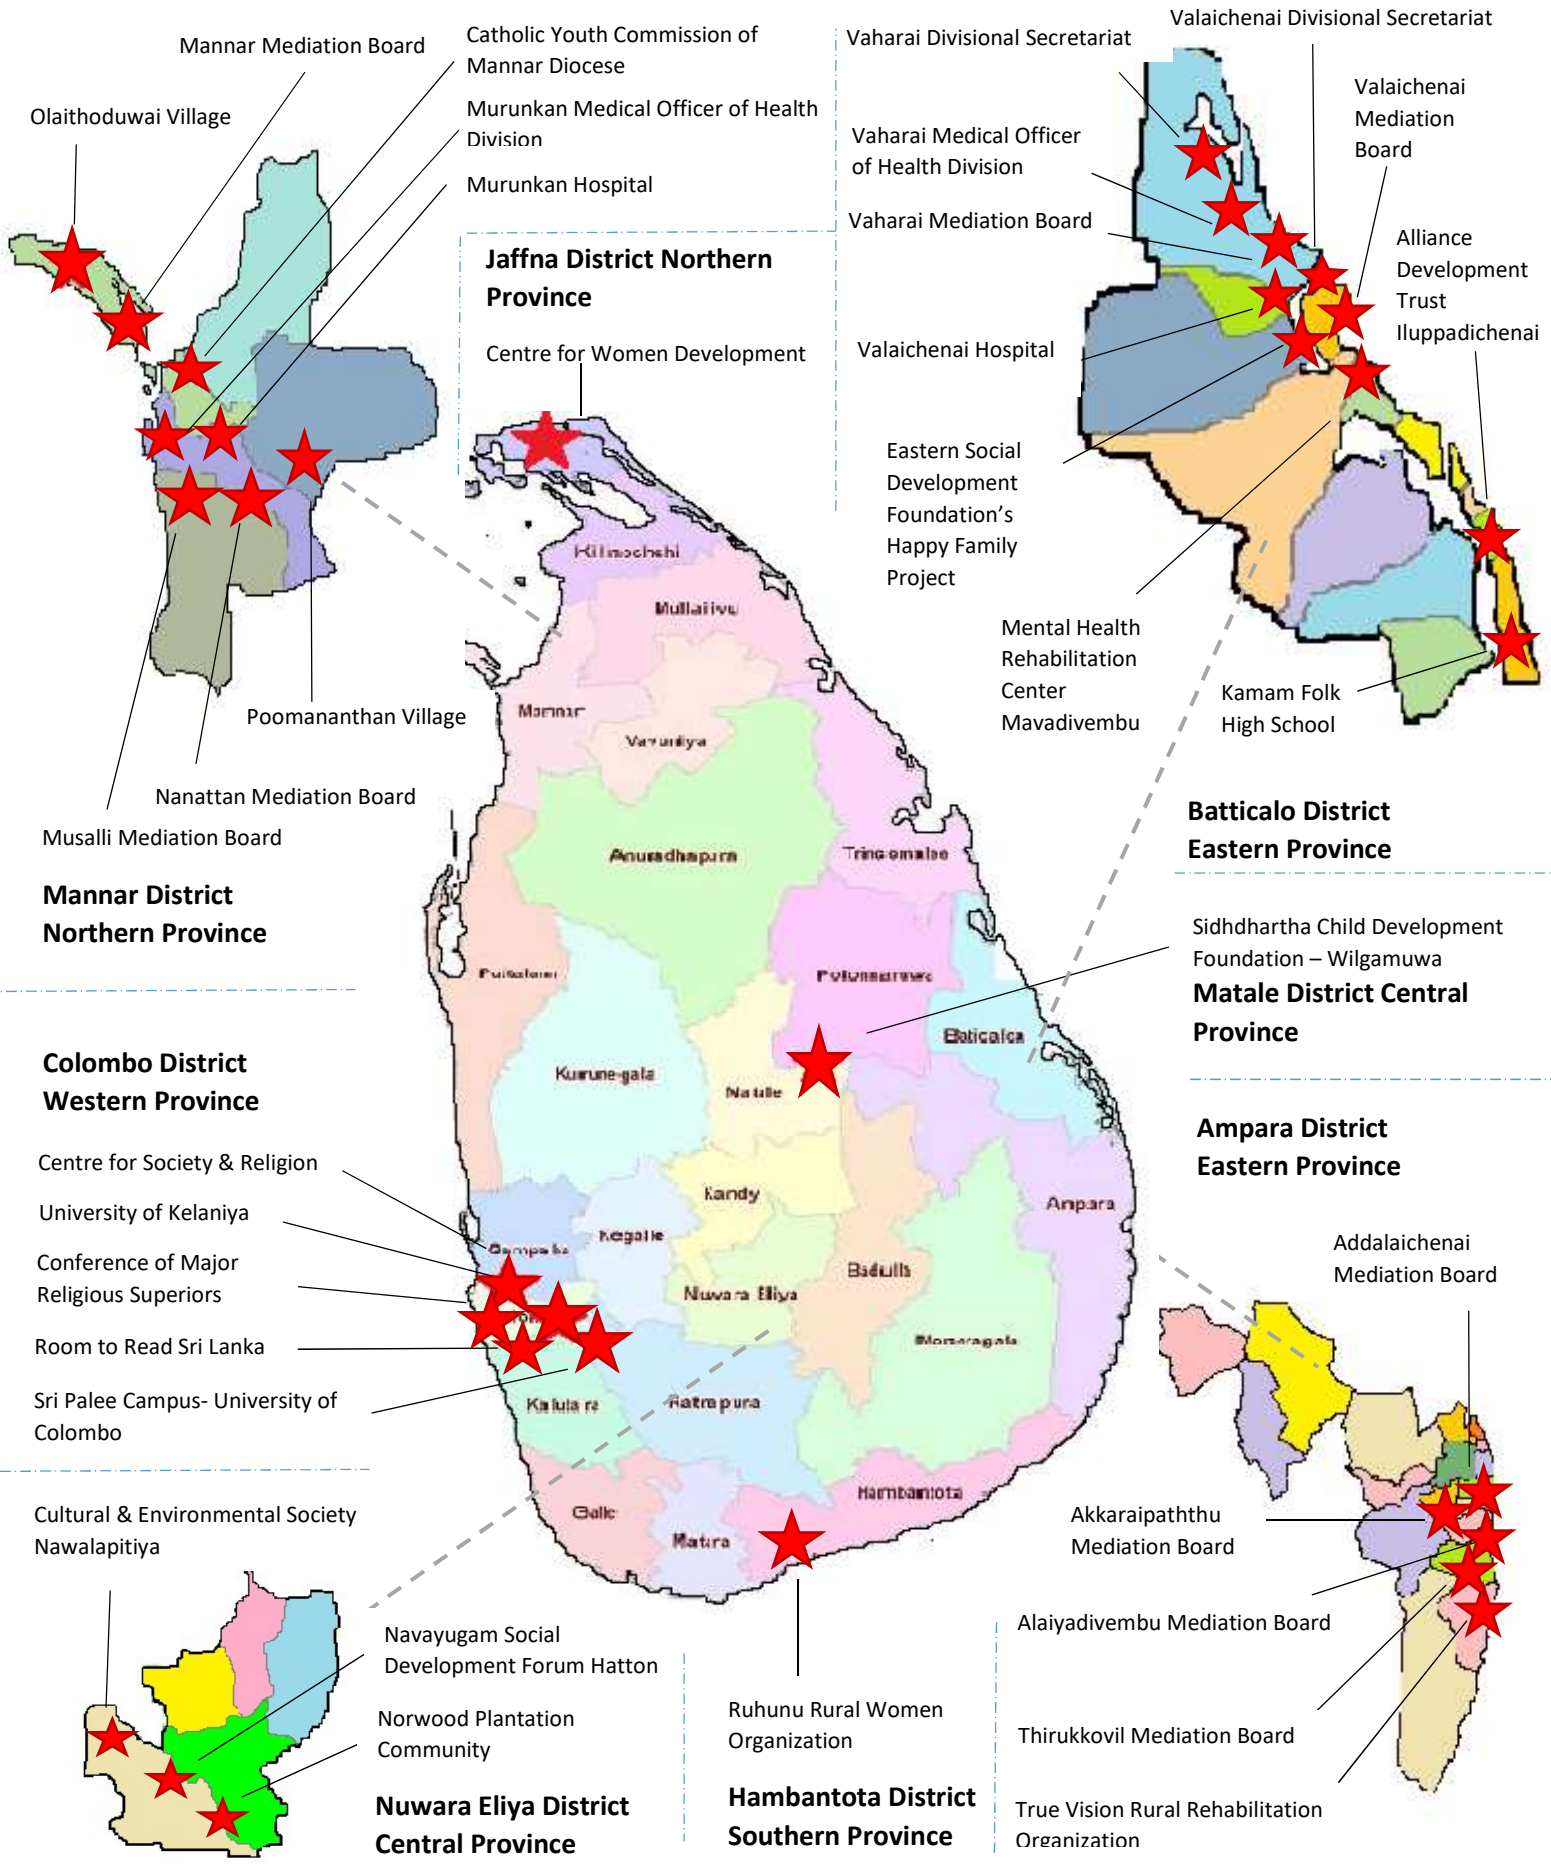 Mannar Mediation Board
Catholic Youth Commission of
Mannar Diocese
Olaithoduwai Village
Murunkan Medical Officer of Health
Division
Murunkan Hospital
Poomananthan Village
Nanattan Mediation Board
Musalli Mediation Board
Mannar District
Northern Province
Jaffna District Northern
Province
Centre for Women Development
Vaharai Divisional Secretariat
Valaichenai Divisional Secretariat
Valaichenai
Mediation
Board
Vaharai Medical Officer
of Health Division
Vaharai Mediation Board
Alliance
Development
Trust
Iluppadichenai
Valaichenai Hospital
Eastern Social
Development
Foundation’s
Happy Family
Project
Mental Health
Rehabilitation
Center
Mavadivembu
Kamam Folk
High School
Batticalo District
Eastern Province
Sidhdhartha Child Development
Foundation – Wilgamuwa
Matale District Central
Province
Colombo District
Western Province
Centre for Society & Religion
University of Kelaniya
Conference of Major
Religious Superiors
Room to Read Sri Lanka
Sri Palee Campus- University of
Colombo
Ampara District
Eastern Province
Addalaichenai
Mediation Board
Akkaraipaththu
Mediation Board
Alaiyadivembu Mediation Board
Thirukkovil Mediation Board
True Vision Rural Rehabilitation
Organization
Cultural & Environmental Society
Nawalapitiya
Navayugam Social
Development Forum Hatton
Norwood Plantation
Community
Nuwara Eliya District
Central Province
Ruhunu Rural Women
Organization
Hambantota District
Southern Province
Mannar
Vavuniya
Anuradhapura
Trincomalee
Kurunegala
Matale
Kandy
Kegalle
Nuwara Eliya
Badulla
Ampara
Moneragala
Kalutara
Ratnapura
Galle
Matara
Hambantota